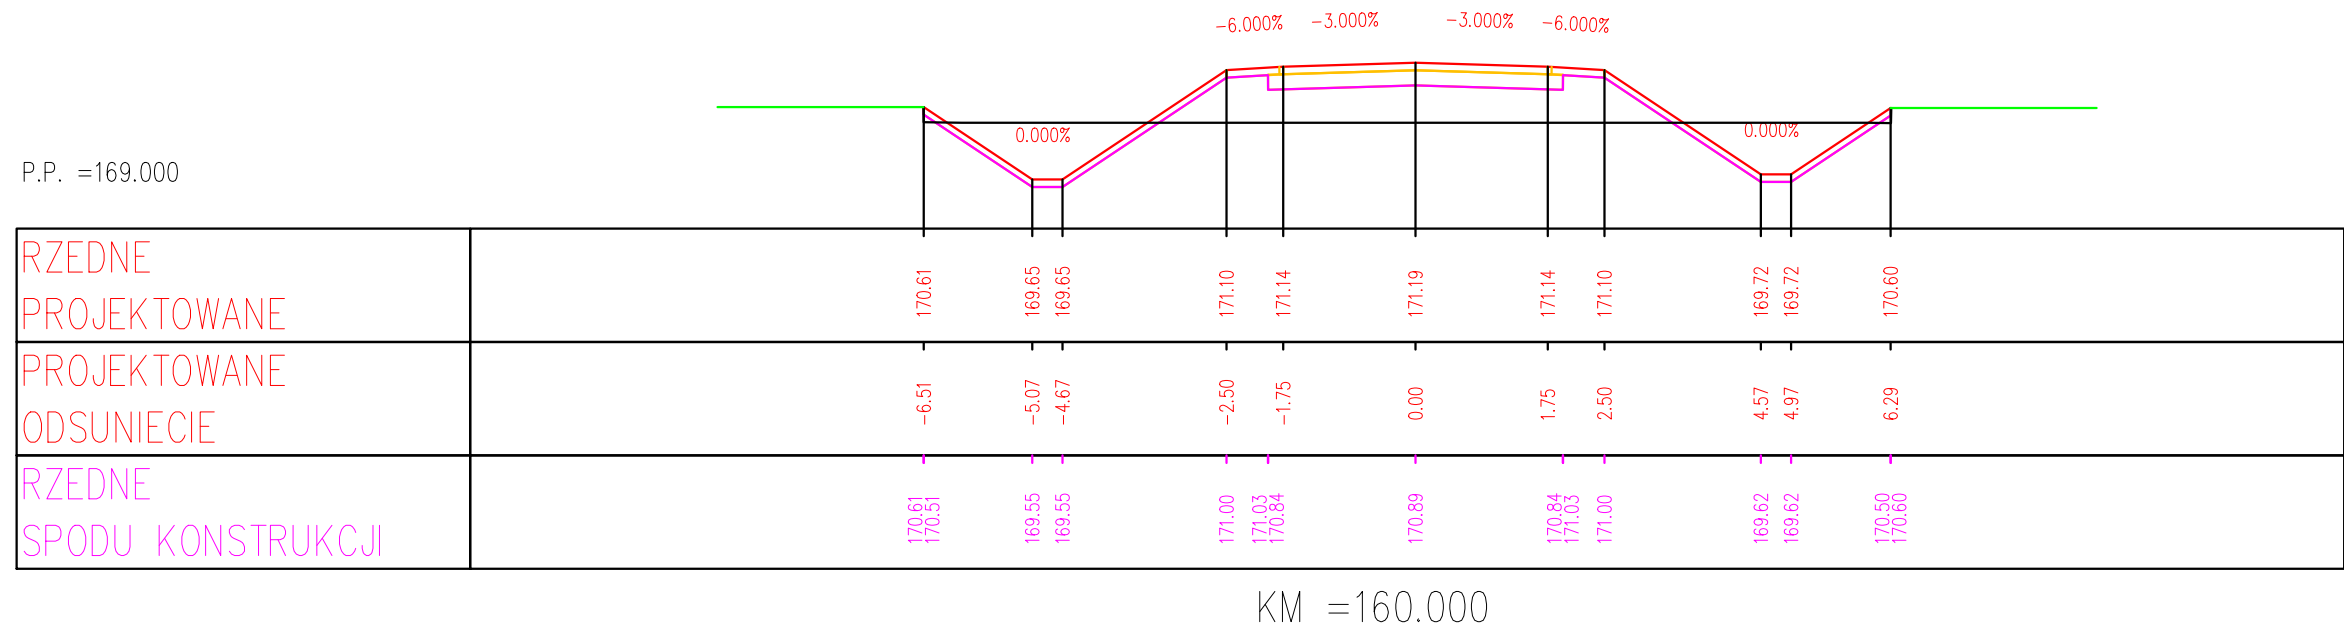 -6.000% -3.000% -3.000% -6.000%
0.000% 0.000%
P.P. =169.000
RZEDNE
PROJEKTOWANE
170.61 169.65 169.65 171.10 171.14 171.19 171.14 171.10 169.72 169.72 170.60
PROJEKTOWANE
ODSUNIECIE
-6.51 -5.07 -4.67 -2.50 -1.75 0.00 1.75 2.50 4.57 4.97 6.29
RZEDNE
SPODU KONSTRUKCJI
170.61 170.51 169.55 169.55 171.00 171.03 170.84 170.89 170.84 171.03 171.00 169.62 169.62 170.50 170.60
KM =160.000